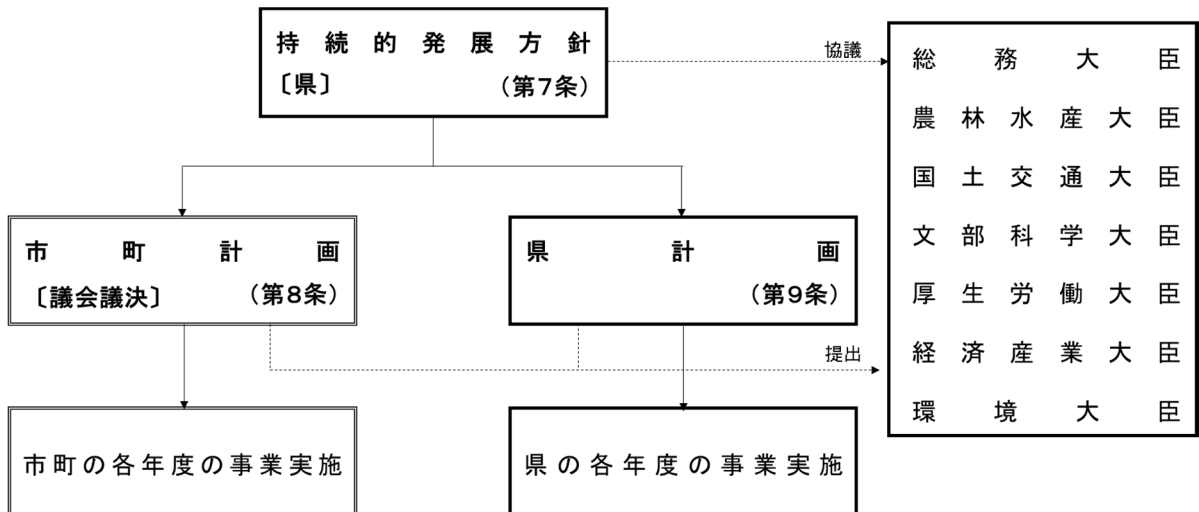 持続的発展方針
〔県〕 (第7条)
協議
総務大臣
農林水産大臣
国土交通大臣
文部科学大臣
厚生労働大臣
経済産業大臣
環境大臣
市町計画
〔議会議決〕 (第8条)
県計画
(第9条)
提出
市町の各年度の事業実施
県の各年度の事業実施